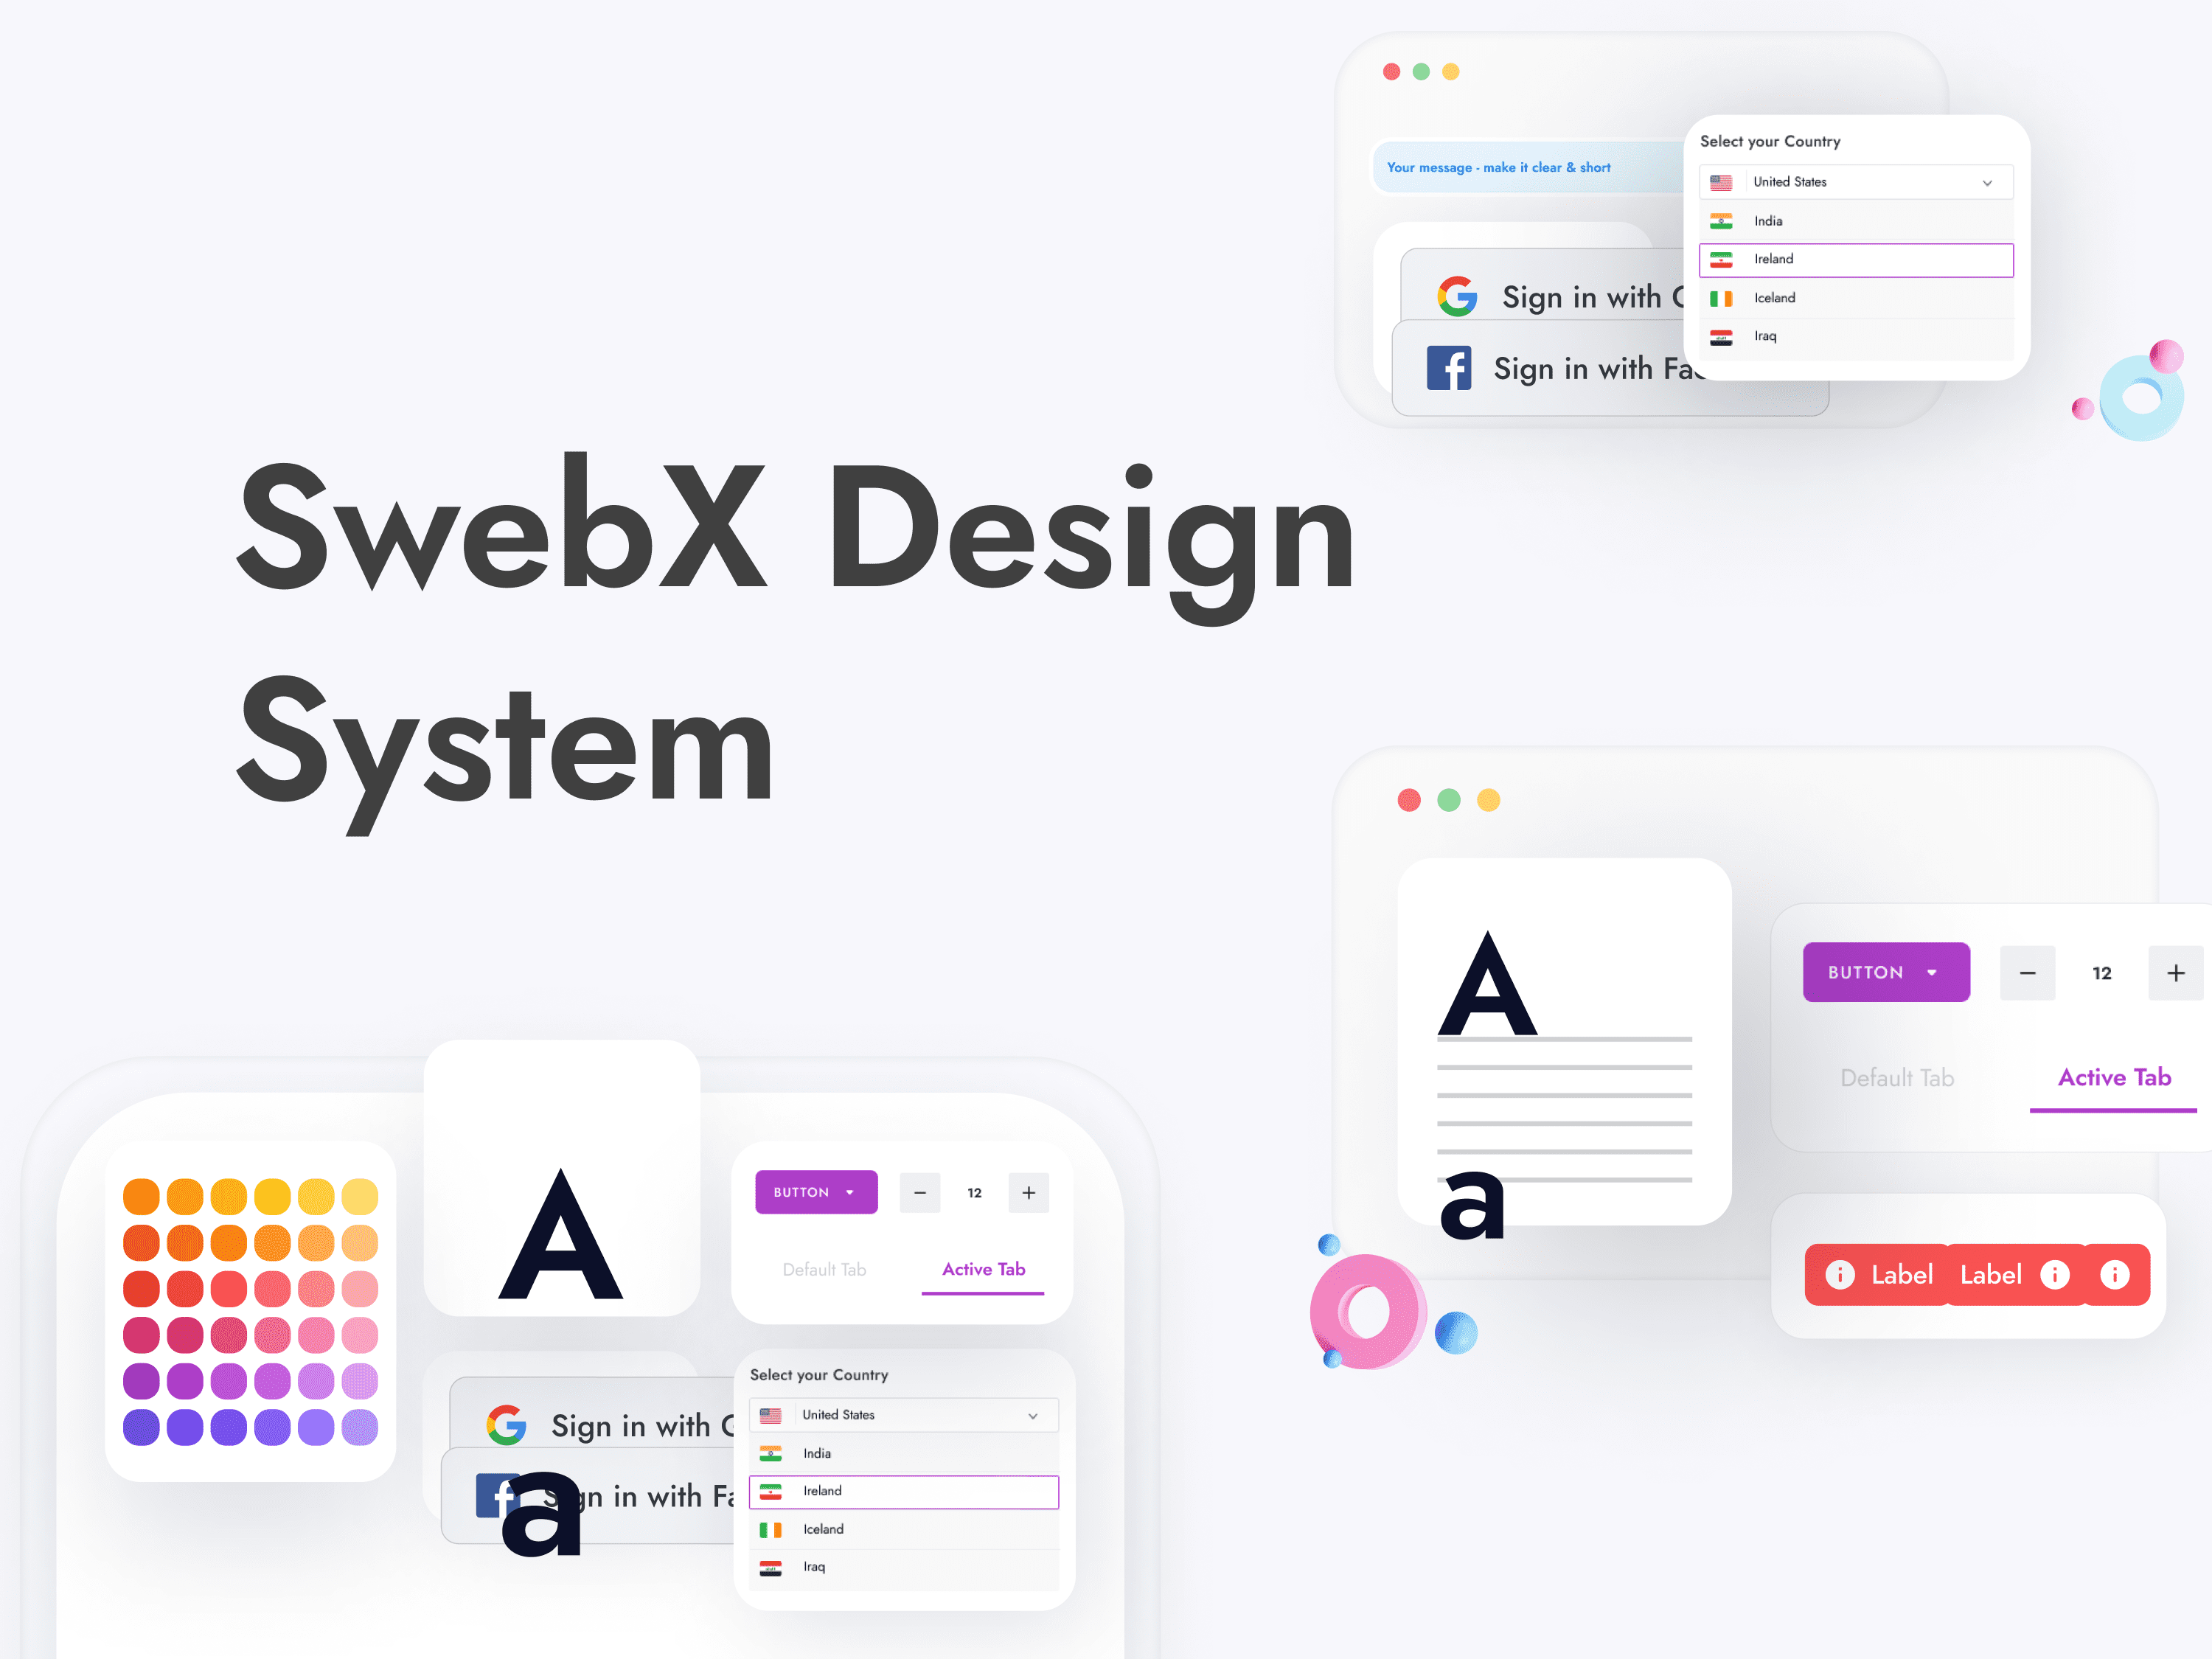 Select your Country
Your message - make it clear & short
United States
India
Ireland
Iceland
Iraq
Sign in with
Sign in with
SwebX Design
System
A
a
BUTTON
12
Default Tab
Active Tab
Label
Label
A
BUTTON
12
Default Tab
Active Tab
Sign in with
in with
a
Select your Country
United States
India
Ireland
Iceland
Iraq